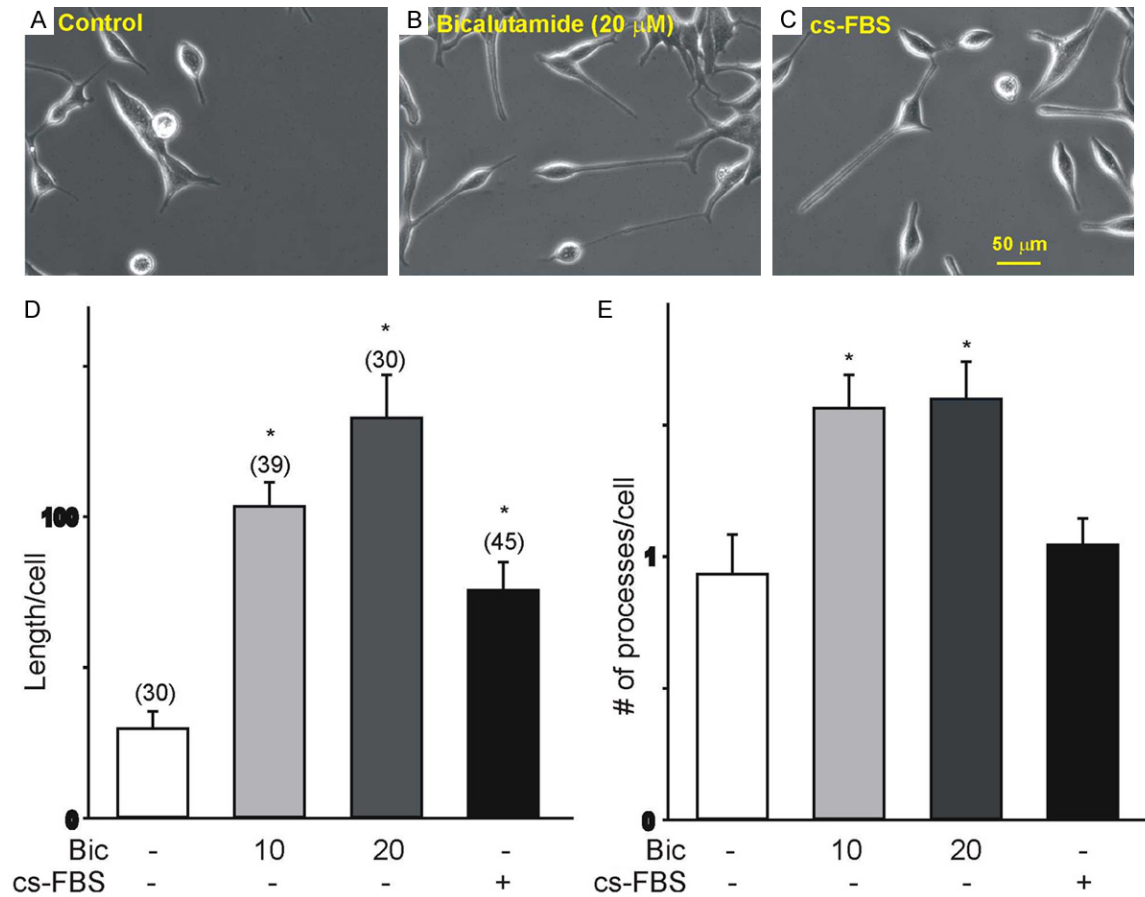 A Control
B Bicalutamide (20 μM)
C cs-FBS
50 μm
D
*
(30)
*
(39)
*
(45)
(30)
100
0
Length/cell
Bic - 10 20 -
cs-FBS - - - +
E
*
*
1
0
# of processes/cell
Bic - 10 20 -
cs-FBS - - - +